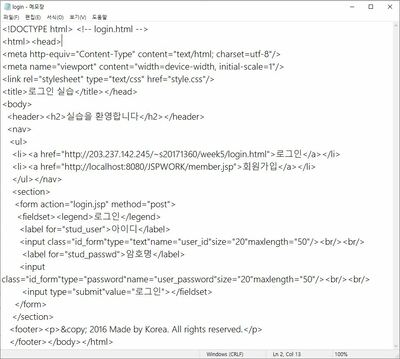 login - 메모장
파일(F) 편집(E) 서식(O) 보기(V) 도움말
<!DOCTYPE html> <!-- login.html -->
<html><head>
<meta http-equiv="Content-Type" content="text/html; charset=utf-8"/>
<meta name="viewport" content="width=device-width, initial-scale=1"/>
<link rel="stylesheet" type="text/css" href="style.css"/>
<title>로그인 실습</title></head>
<body>
<header><h2>실습을 환영합니다</h2></header>
<nav>
<ul>
<li><a href="http://203.237.142.245/~s20171360/week5/login.html">로그인</a></li>
<li><a href="http://localhost:8080/JSPWORK/member.jsp">회원가입</a></li>
</ul></nav>
<section>
<form action="login.jsp" method="post">
<fieldset><legend>로그인</legend>
<label for="stud_user">아이디</label>
<input class="id_form"type="text"name="user_id"size="20"maxlength="50"/><br/><br/>
<label for="stud_passwd">암호명</label>
<input
class="id_form"type="password"name="user_password"size="20"maxlength="50"/><br/><br/>
<input type="submit"value="로그인"></fieldset>
</form>
</section>
<footer><p>&copy; 2016 Made by Korea. All rights reserved.</p>
</footer></body></html>
Windows (CRLF) Ln 2, Col 13 100%